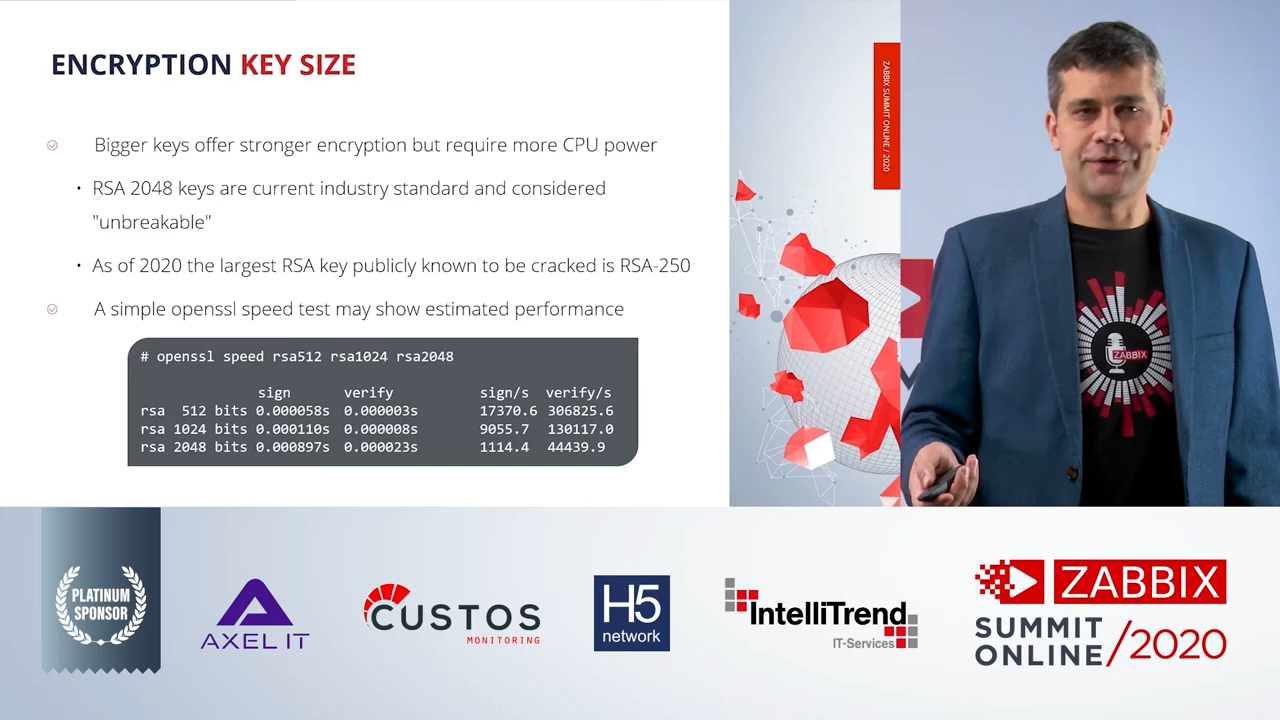 ENCRYPTION KEY SIZE
Bigger keys offer stronger encryption but require more CPU power
• RSA 2048 keys are current industry standard and considered
"unbreakable"
• As of 2020 the largest RSA key publicly known to be cracked is RSA-250
A simple openssl speed test may show estimated performance
# openssl speed rsa512 rsa1024 rsa2048
sign verify sign/s verify/s
rsa 512 bits 0.000058s 0.000003s 17370.6 306825.6
rsa 1024 bits 0.000110s 0.000008s 9055.7 130117.0
rsa 2048 bits 0.000897s 0.000023s 1114.4 44439.9
ZABBIX SUMMIT ONLINE / 2020
ZABBIX
PLATINUM
SPONSOR
AXEL IT
CUSTOS
MONITORING
H5
network
IntelliTrend
IT-Services
ZABBIX
SUMMIT
ONLINE/2020